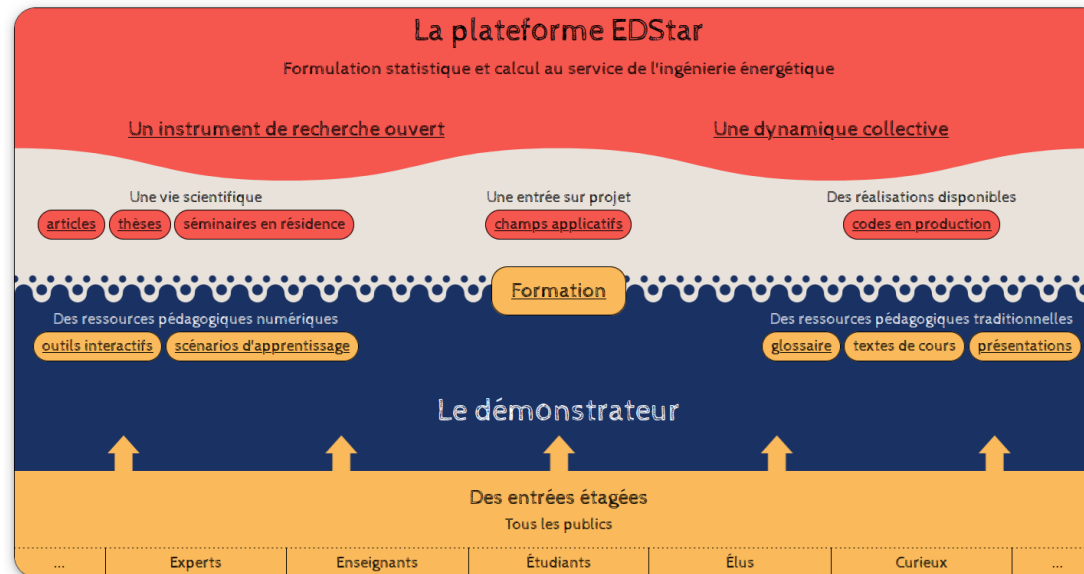 La plateforme EDStar
Formulation statistique et calcul au service de l'ingénierie énergétique
Un instrument de recherche ouvert
Une dynamique collective
Une vie scientifique
articles thèses séminaires en résidence
Une entrée sur projet
champs applicatifs
Des réalisations disponibles
codes en production
Formation
Des ressources pédagogiques numériques
outils interactifs scénarios d'apprentissage
Des ressources pédagogiques traditionnelles
glossaire textes de cours présentations
Le démonstrateur
Des entrées étagées
Tous les publics
... Experts Enseignants Étudiants Élus Curieux ...